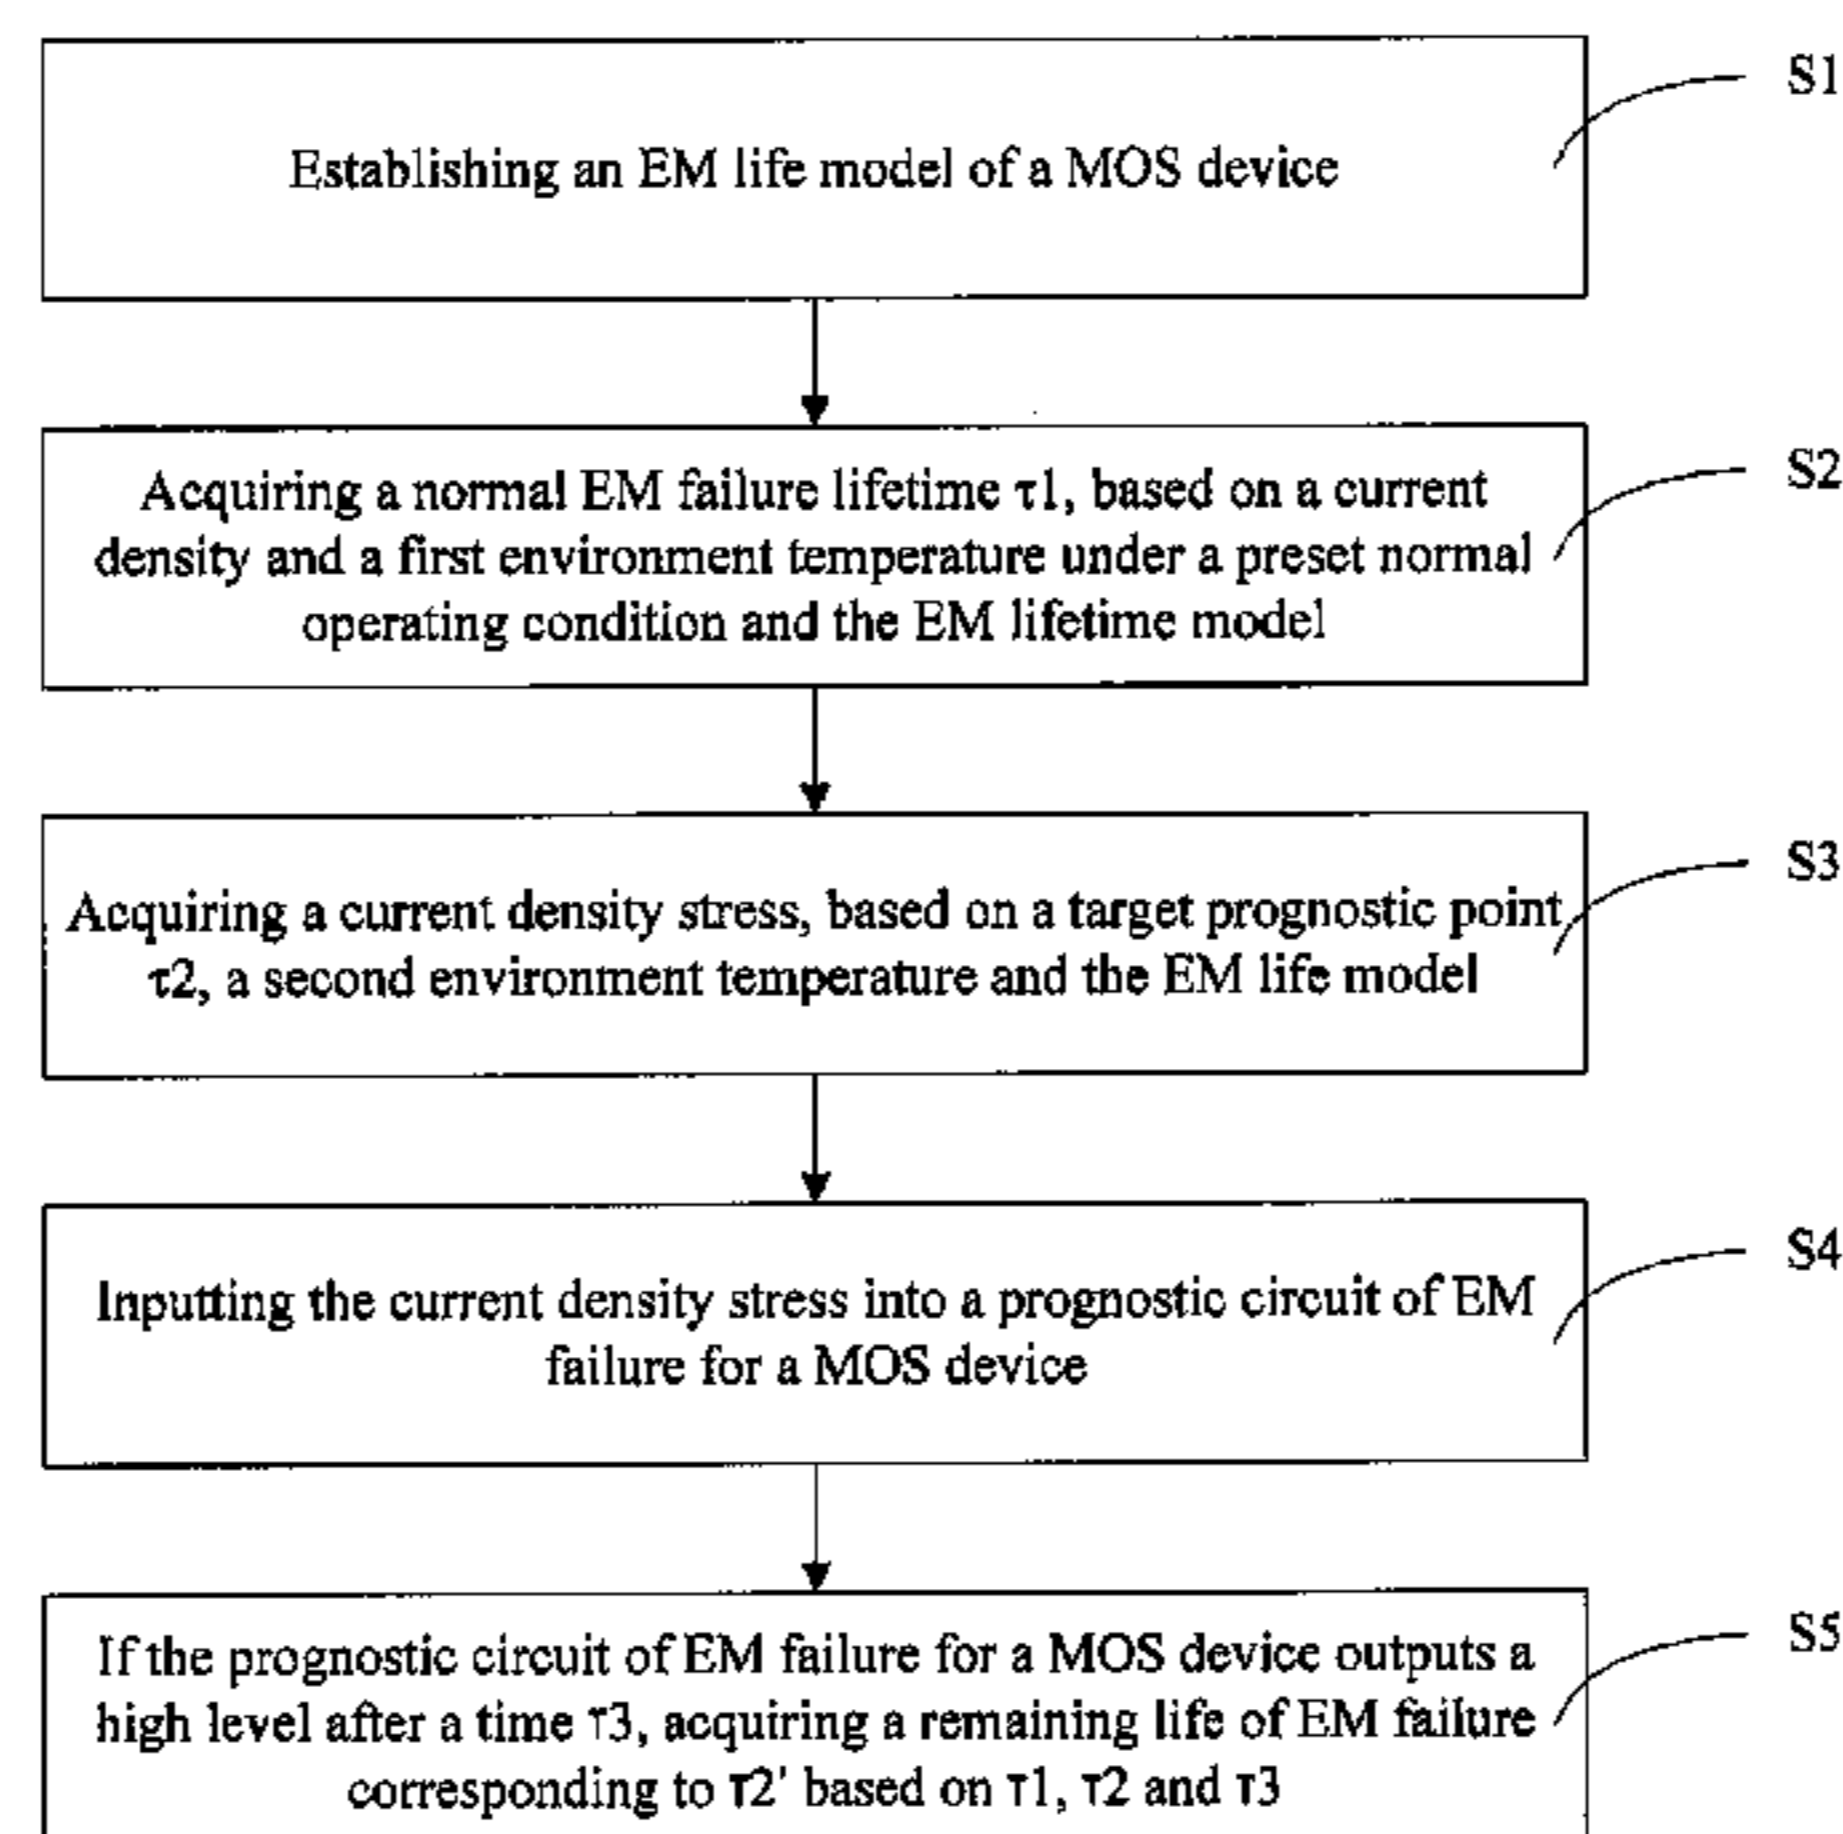 Establishing an EM life model of a MOS device
S1
Acquiring a normal EM failure lifetime τ1, based on a current
density and a first environment temperature under a preset normal
operating condition and the EM lifetime model
S2
Acquiring a current density stress, based on a target prognostic point
τ2, a second environment temperature and the EM life model
S3
Inputting the current density stress into a prognostic circuit of EM
failure for a MOS device
S4
If the prognostic circuit of EM failure for a MOS device outputs a
high level after a time τ3, acquiring a remaining life of EM failure
corresponding to τ2' based on τ1, τ2 and τ3
S5